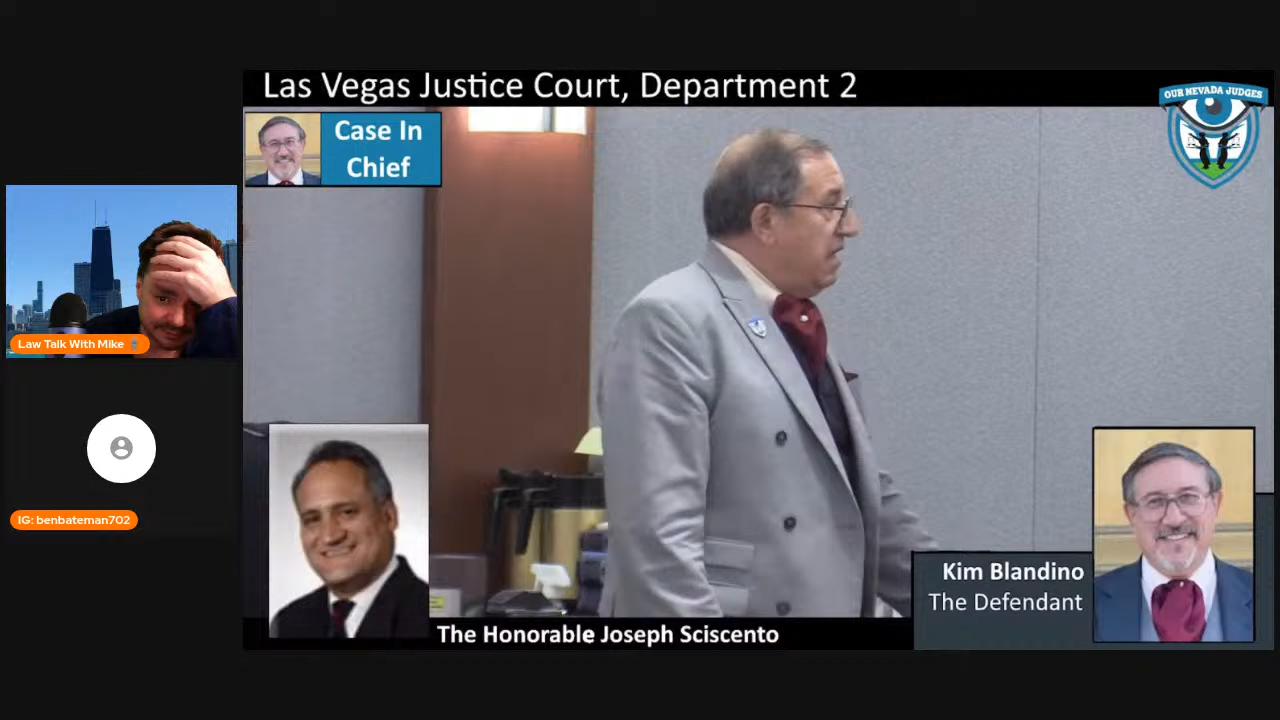 Las Vegas Justice Court, Department 2
OUR NEVADA JUDGES
Case In
Chief
Law Talk With Mike
IG: benbateman702
Kim Blandino
The Defendant
The Honorable Joseph Sciscento